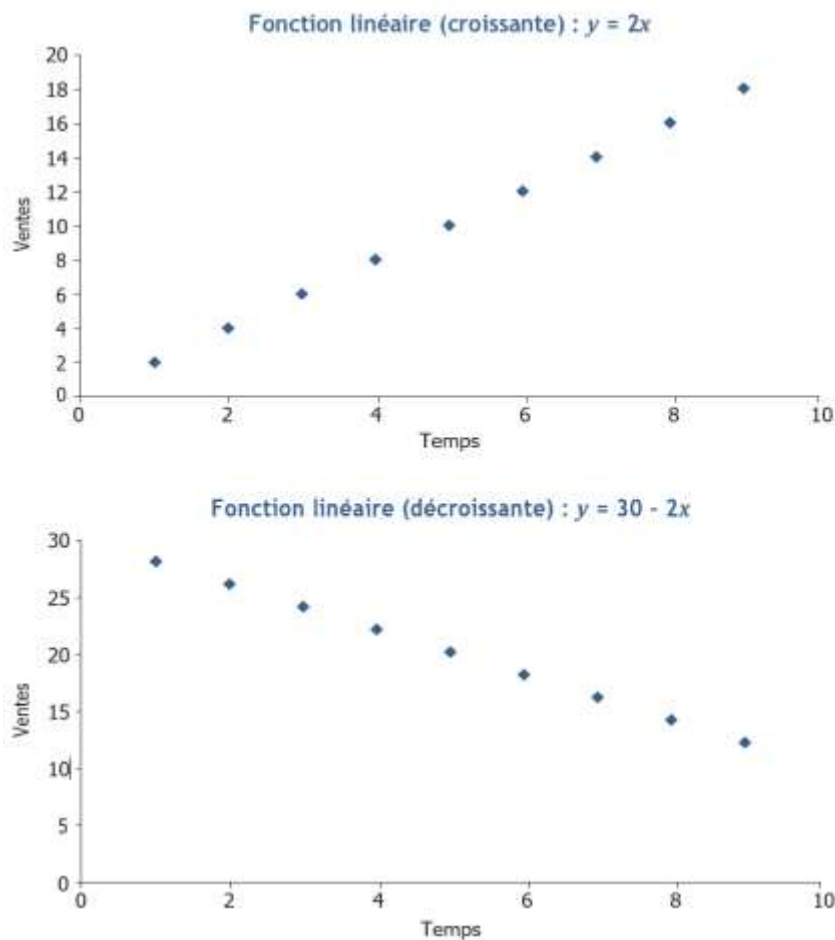 Fonction linéaire (croissante) : y = 2x
20
18
16
14
12
10
8
6
4
2
0
Ventes
0 2 4 6 8 10
Temps
Fonction linéaire (décroissante) : y = 30 - 2x
30
25
20
15
10
5
0
Ventes
0 2 4 6 8 10
Temps